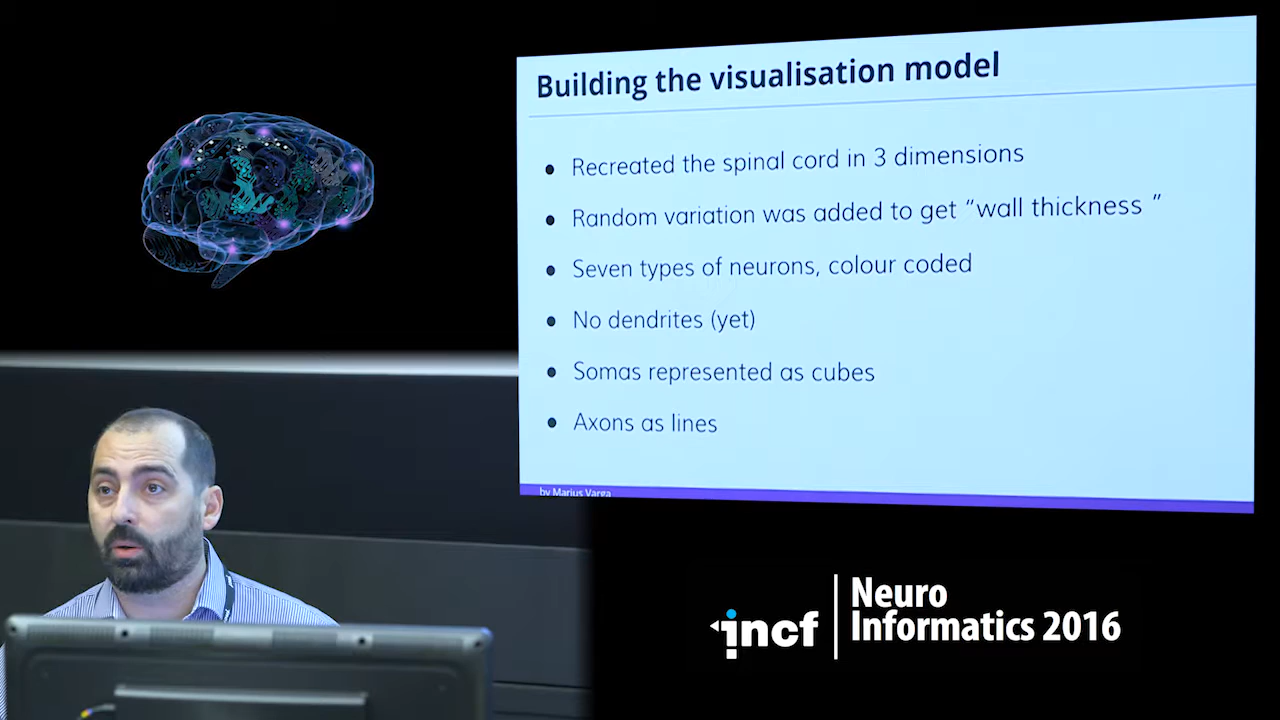 Building the visualisation model
• Recreated the spinal cord in 3 dimensions
• Random variation was added to get “wall thickness ”
• Seven types of neurons, colour coded
• No dendrites (yet)
• Somas represented as cubes
• Axons as lines
by Marius Varga
incf
Neuro
Informatics 2016